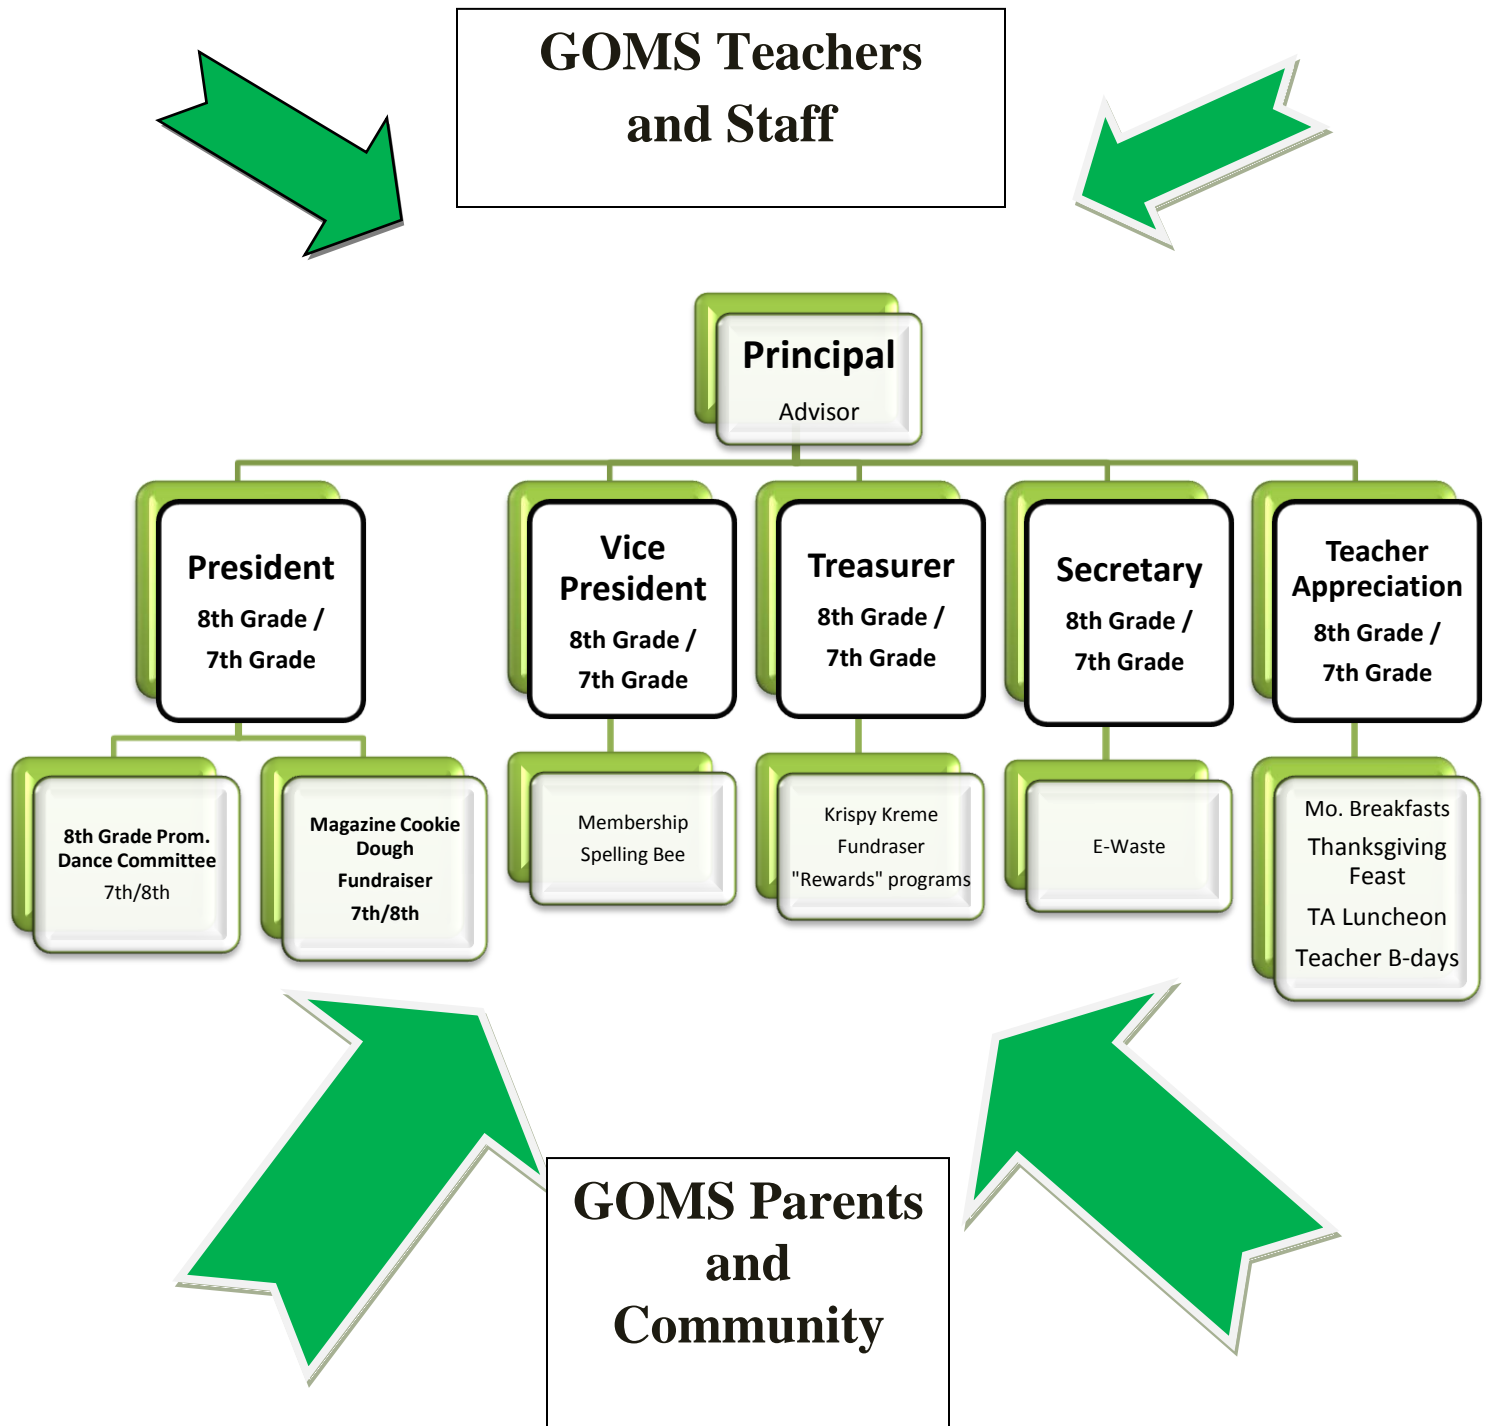 GOMS Teachers
and Staff
Principal
Advisor
President
8th Grade /
7th Grade
Vice
President
8th Grade /
7th Grade
Treasurer
8th Grade /
7th Grade
Secretary
8th Grade /
7th Grade
Teacher
Appreciation
8th Grade /
7th Grade
8th Grade Prom.
Dance Committee
7th/8th
Magazine Cookie
Dough
Fundraiser
7th/8th
Membership
Spelling Bee
Krispy Kreme
Fundraser
"Rewards" programs
E-Waste
Mo. Breakfasts
Thanksgiving
Feast
TA Luncheon
Teacher B-days
GOMS Parents
and
Community